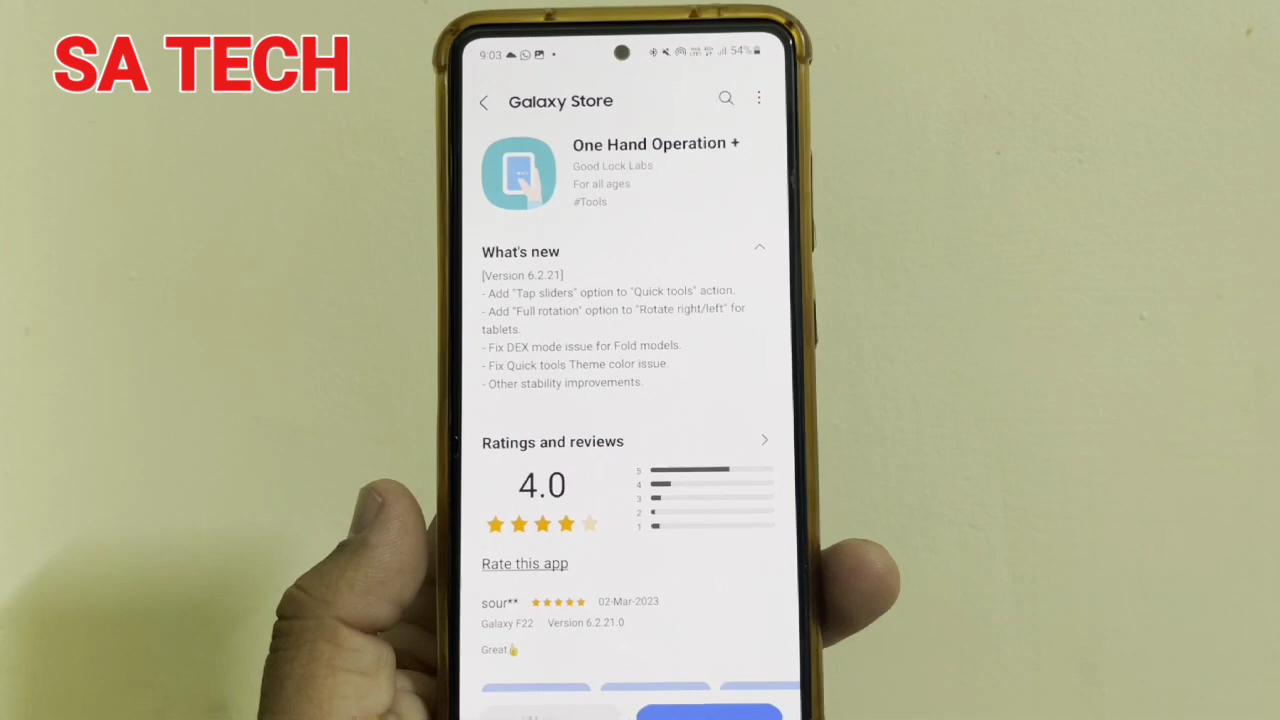 SA TECH
9:03
54%
Galaxy Store
One Hand Operation +
Good Lock Labs
For all ages
#Tools
What's new
[Version 6.2.21]
- Add "Tap sliders" option to "Quick tools" action.
- Add "Full rotation" option to "Rotate right/left" for
tablets.
- Fix DEX mode issue for Fold models.
- Fix Quick tools Theme color issue.
- Other stability improvements.
Ratings and reviews
4.0
5
4
3
2
1
Rate this app
sour** 02-Mar-2023
Galaxy F22 Version 6.2.21.0
Great👍